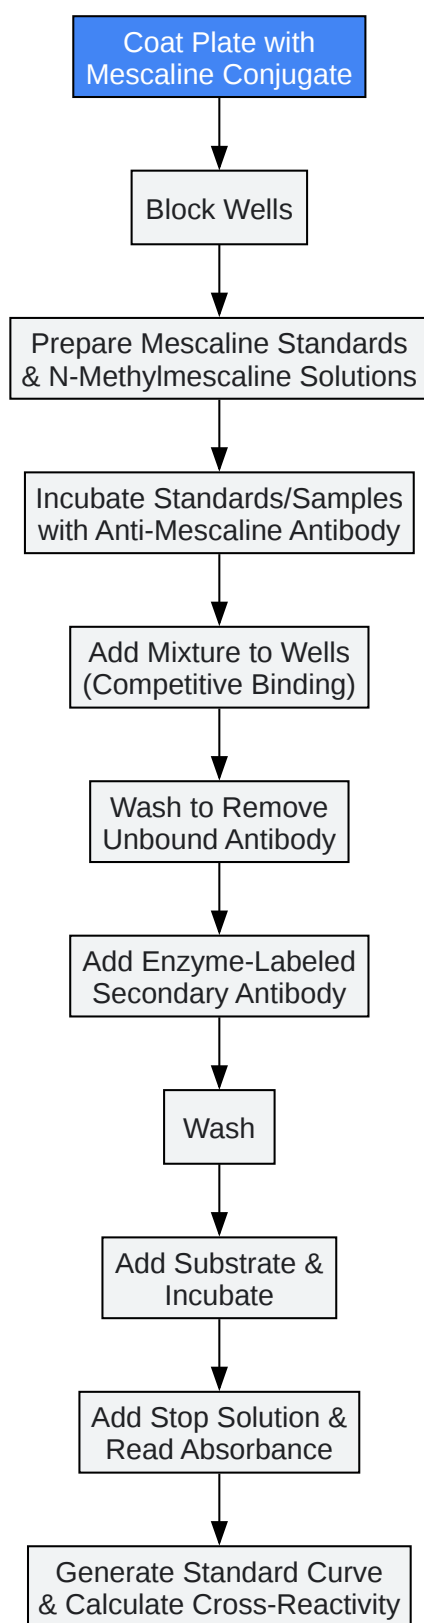 Coat Plate with
Mescaline Conjugate
Block Wells
Prepare Mescaline Standards
& N-Methylmescaline Solutions
Incubate Standards/Samples
with Anti-Mescaline Antibody
Add Mixture to Wells
(Competitive Binding)
Wash to Remove
Unbound Antibody
Add Enzyme-Labeled
Secondary Antibody
Wash
Add Substrate &
Incubate
Add Stop Solution &
Read Absorbance
Generate Standard Curve
& Calculate Cross-Reactivity